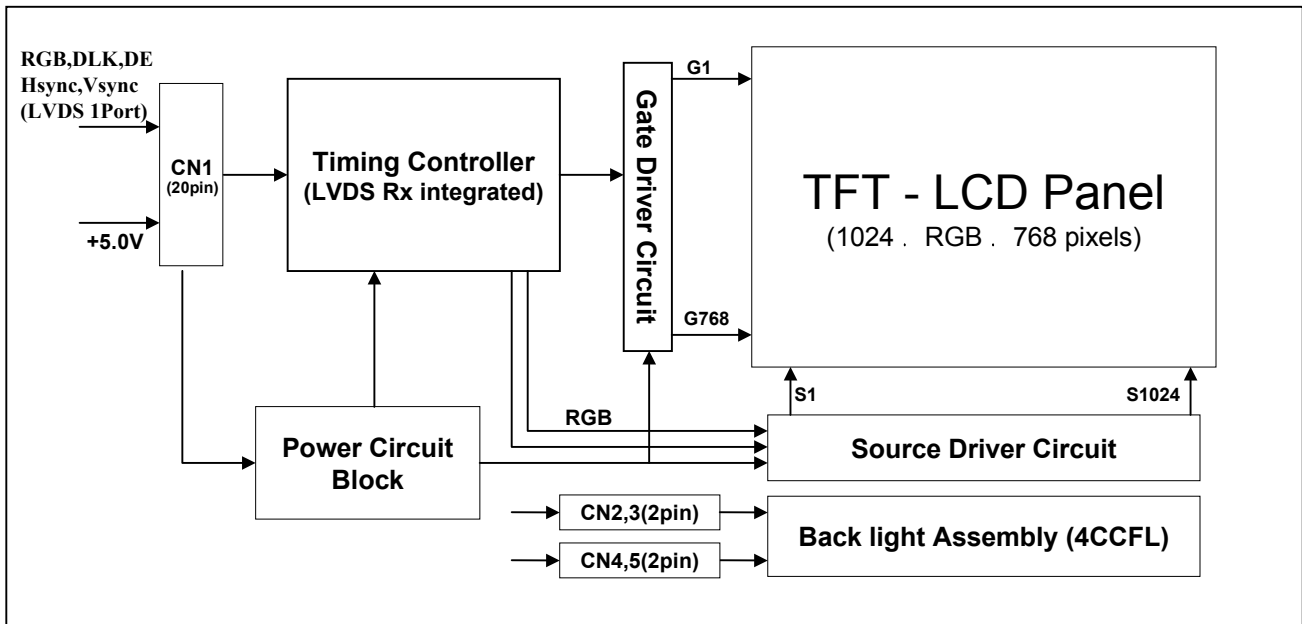 RGB,DLK,DE
Hsync,Vsync
(LVDS 1Port)
+5.0V
CN1
(20pin)
Timing Controller
(LVDS Rx integrated)
Gate Driver Circuit
G1
G768
TFT - LCD Panel
(1024 . RGB . 768 pixels)
S1
S1024
RGB
Power Circuit
Block
Source Driver Circuit
CN2,3(2pin)
CN4,5(2pin)
Back light Assembly (4CCFL)